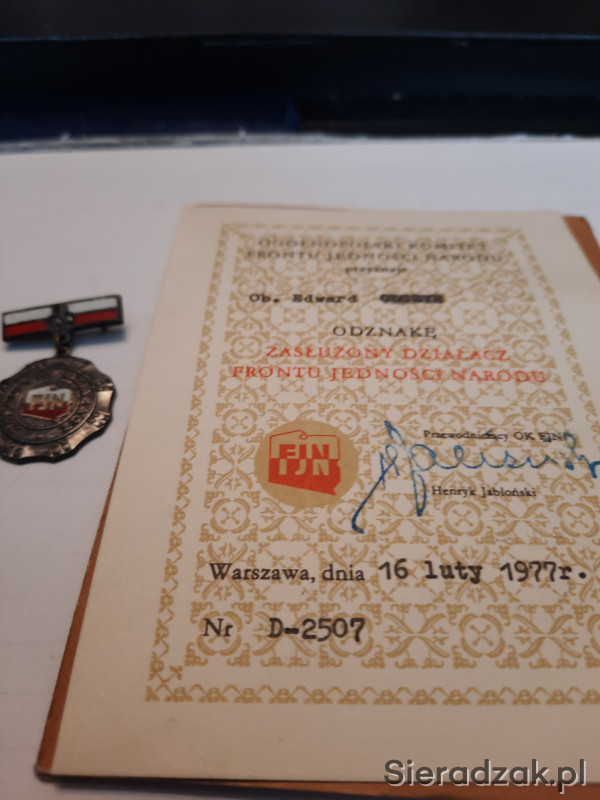 OGÓLNOPOLSKI KOMITET
FRONTU JEDNOŚCI NARODU
przyznaje
Ob. Edward
ODZNAKĘ
ZASŁUŻONY DZIAŁACZ
FRONTU JEDNOŚCI NARODU
Przewodniczący OK FJN
FJN
FJN
Henryk Jabłoński
Warszawa, dnia 16 luty 1977r.
Nr D-2507
FJN
Sieradzak.pl